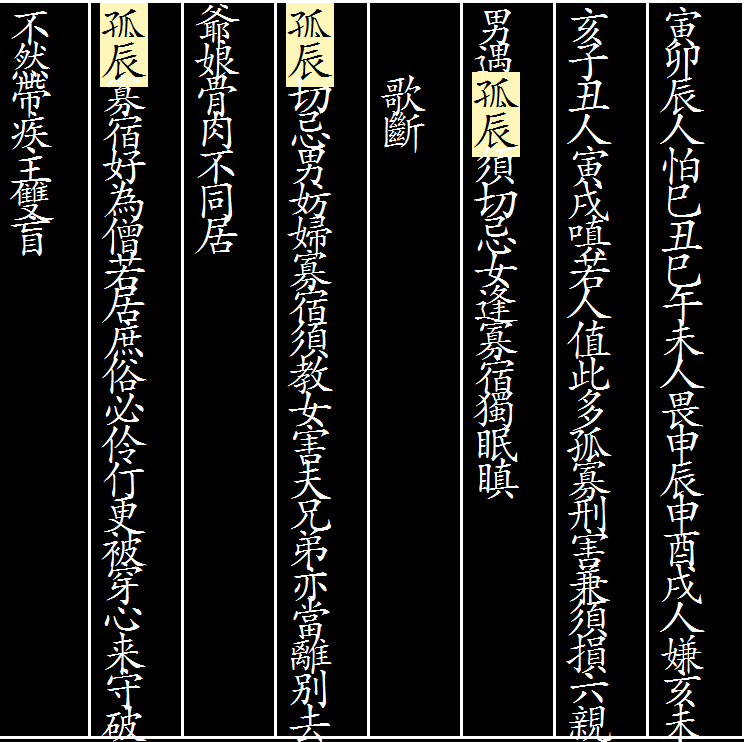 寅卯辰人怕巳丑巳午未人畏申辰申酉戌人嫌亥未
亥子丑人寅戌嗔若人值此多孤寡刑害兼須損六親
男遇孤辰須切忌女逢寡宿獨眠瞋
歌斷
孤辰切忌男妨婦寡宿須教女害夫兄弟亦當離別去
爺娘骨肉不同居
孤辰寡宿好為僧若居庶俗必伶仃更被穿心来守破
不然帶疾主雙盲